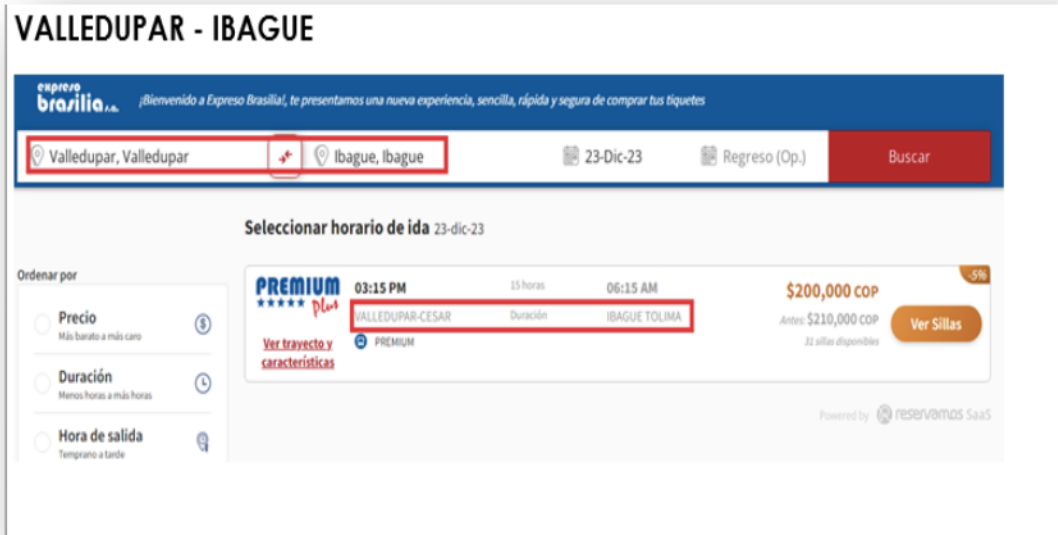 VALLEDUPAR - IBAGUE
expreso
brasilia s.a.
¡Bienvenido a Expreso Brasilia!, te presentamos una nueva experiencia, sencilla, rápida y segura de comprar tus tiquetes
Valledupar, Valledupar
Ibague, Ibague
23-Dic-23
Regreso (Op.)
Buscar
Seleccionar horario de ida 23-dic-23
Ordenar por
Precio
Más barato a más caro
Duración
Menos horas a más horas
Hora de salida
Temprano a tarde
PREMIUM
Plus
Ver trayecto y
características
03:15 PM
15 horas
06:15 AM
VALLEDUPAR-CESAR
Duración
IBAGUE TOLIMA
PREMIUM
-5%
$200,000 COP
Antes: $210,000 COP
31 sillas disponibles
Ver Sillas
Powered by reservamos SaaS